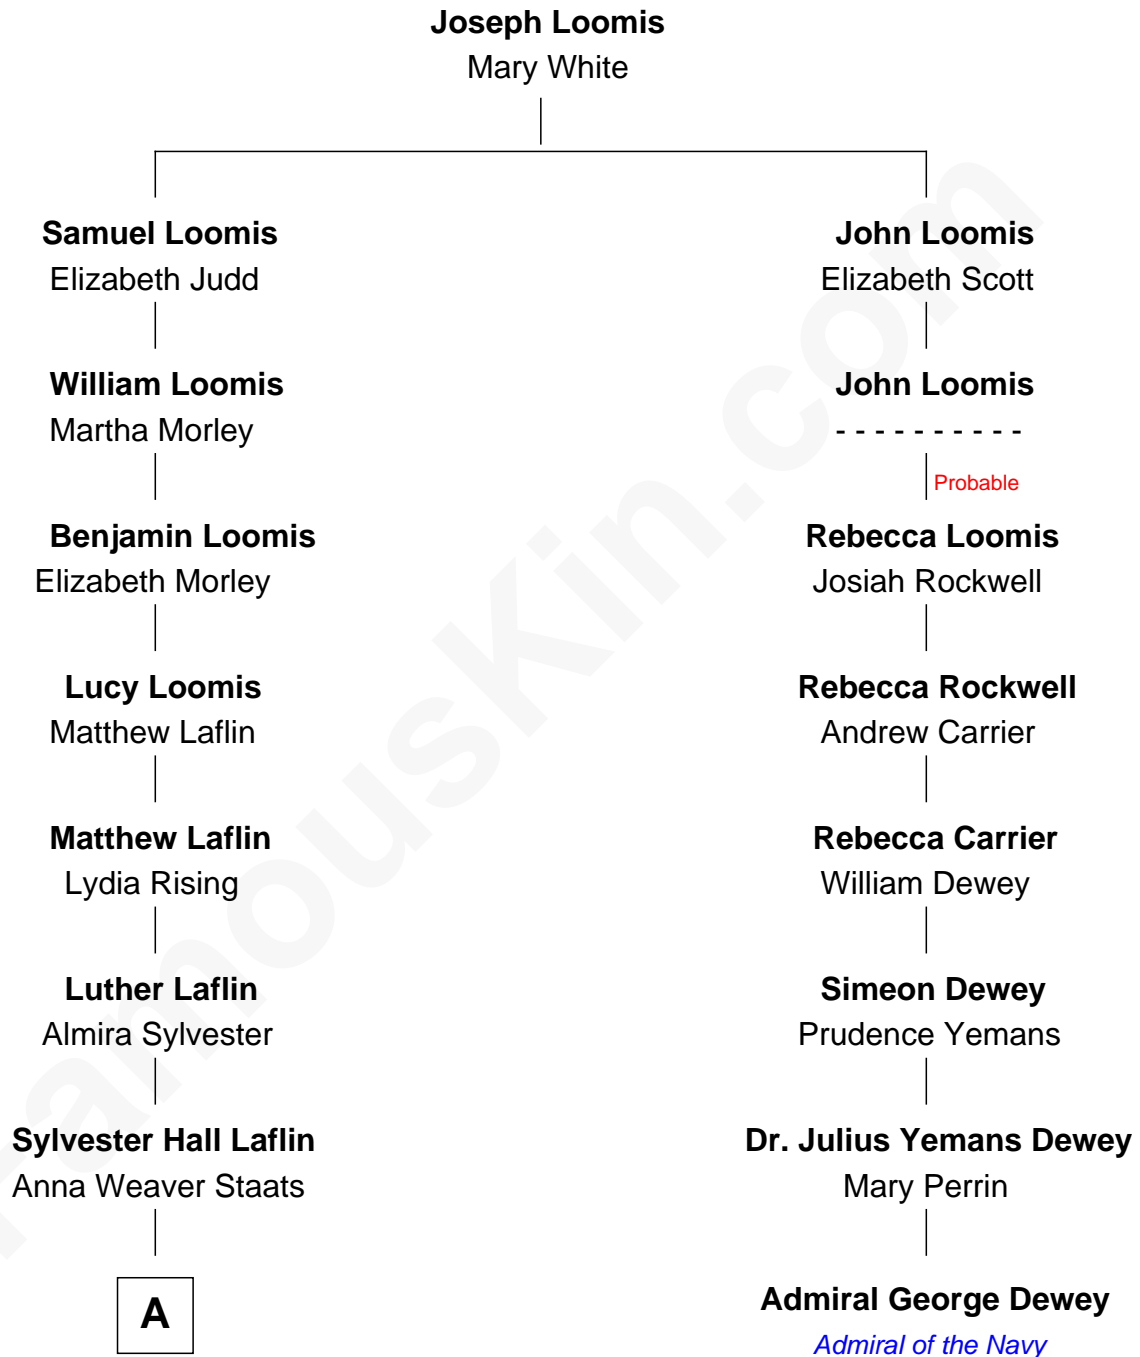 Joseph Loomis
Mary White
Samuel Loomis
Elizabeth Judd
John Loomis
Elizabeth Scott
William Loomis
Martha Morley
John Loomis
- - - - - - - - - -
Probable
Benjamin Loomis
Elizabeth Morley
Rebecca Loomis
Josiah Rockwell
Lucy Loomis
Matthew Laflin
Rebecca Rockwell
Andrew Carrier
Matthew Laflin
Lydia Rising
Rebecca Carrier
William Dewey
Luther Laflin
Almira Sylvester
Simeon Dewey
Prudence Yemans
Sylvester Hall Laflin
Anna Weaver Staats
Dr. Julius Yemans Dewey
Mary Perrin
A
Admiral George Dewey
Admiral of the Navy
FamousKin.com